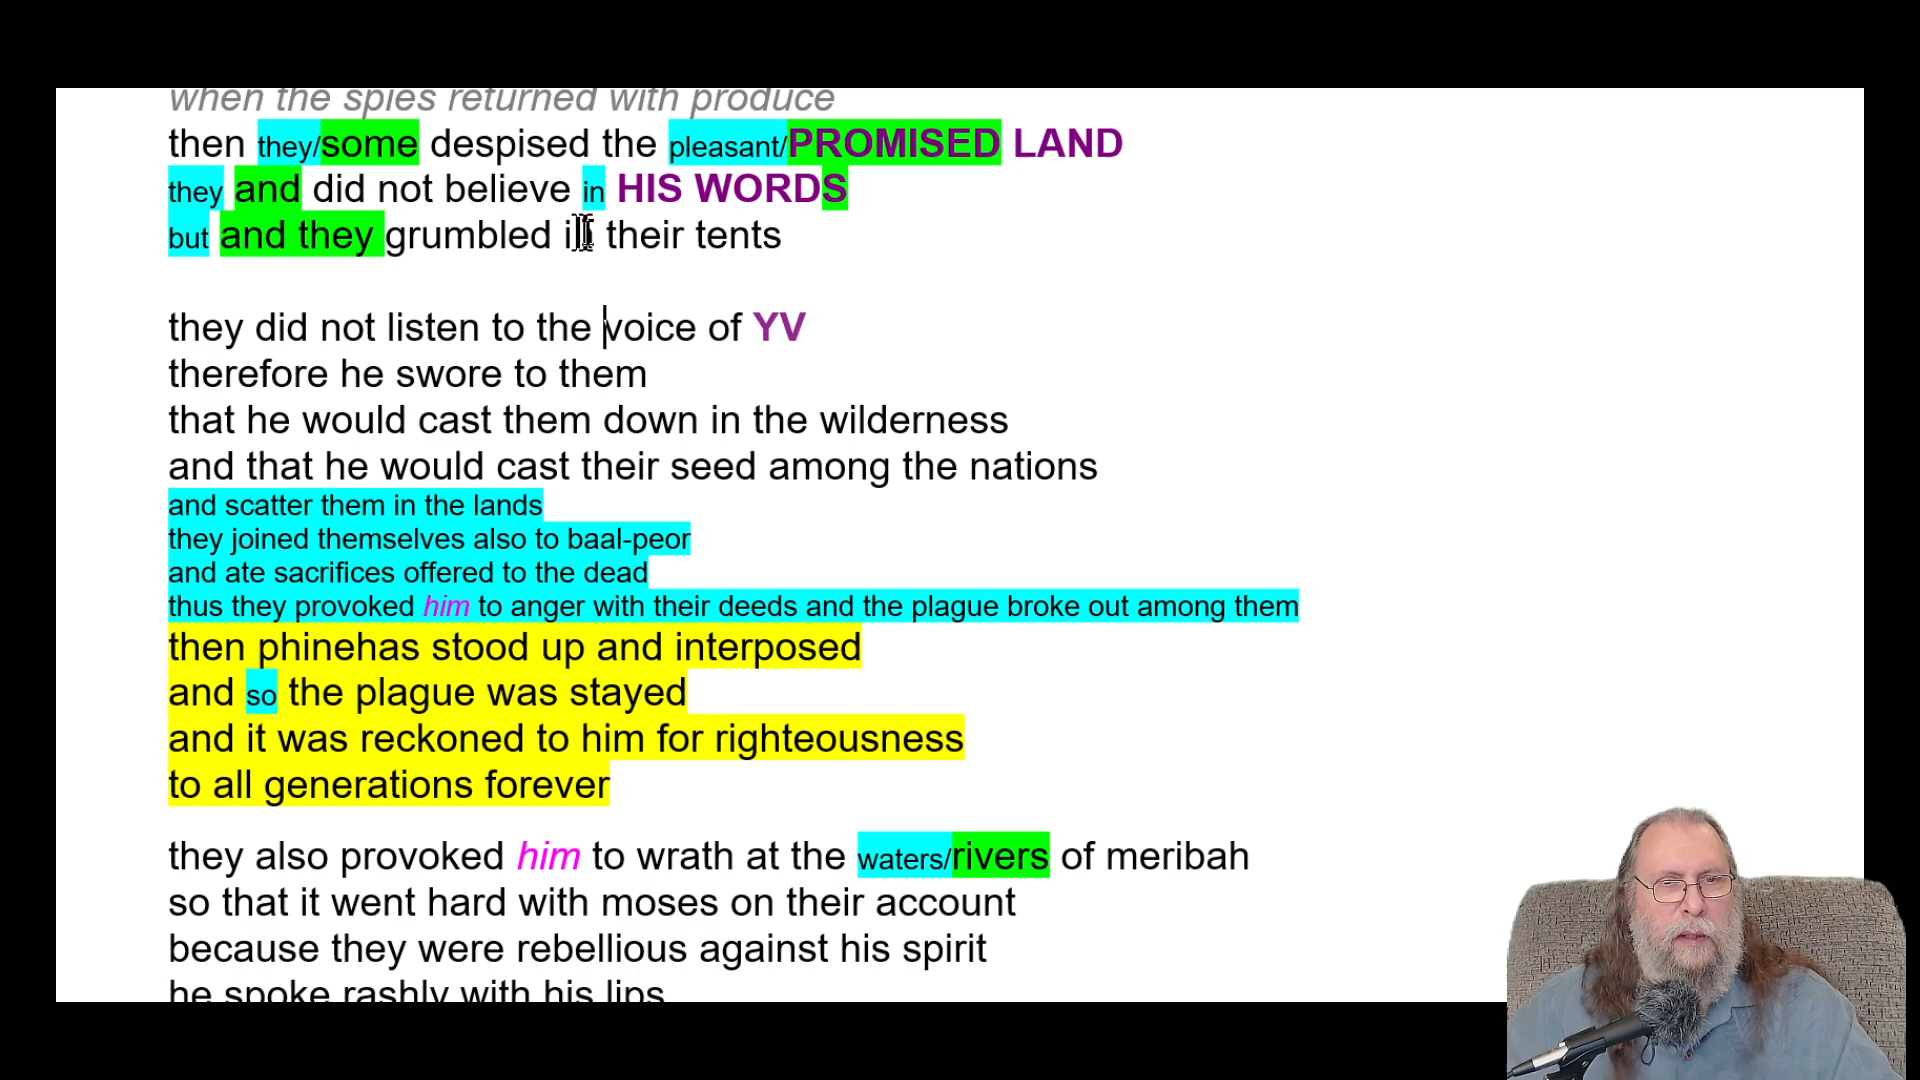 when the spies returned with produce
then they/some despised the pleasant/PROMISED LAND
they and did not believe in HIS WORDS
but and they grumbled in their tents
they did not listen to the voice of YV
therefore he swore to them
that he would cast them down in the wilderness
and that he would cast their seed among the nations
and scatter them in the lands
they joined themselves also to baal-peor
and ate sacrifices offered to the dead
thus they provoked him to anger with their deeds and the plague broke out among them
then phinehas stood up and interposed
and so the plague was stayed
and it was reckoned to him for righteousness
to all generations forever
they also provoked him to wrath at the waters/rivers of meribah
so that it went hard with moses on their account
because they were rebellious against his spirit
he spoke rashly with his lips